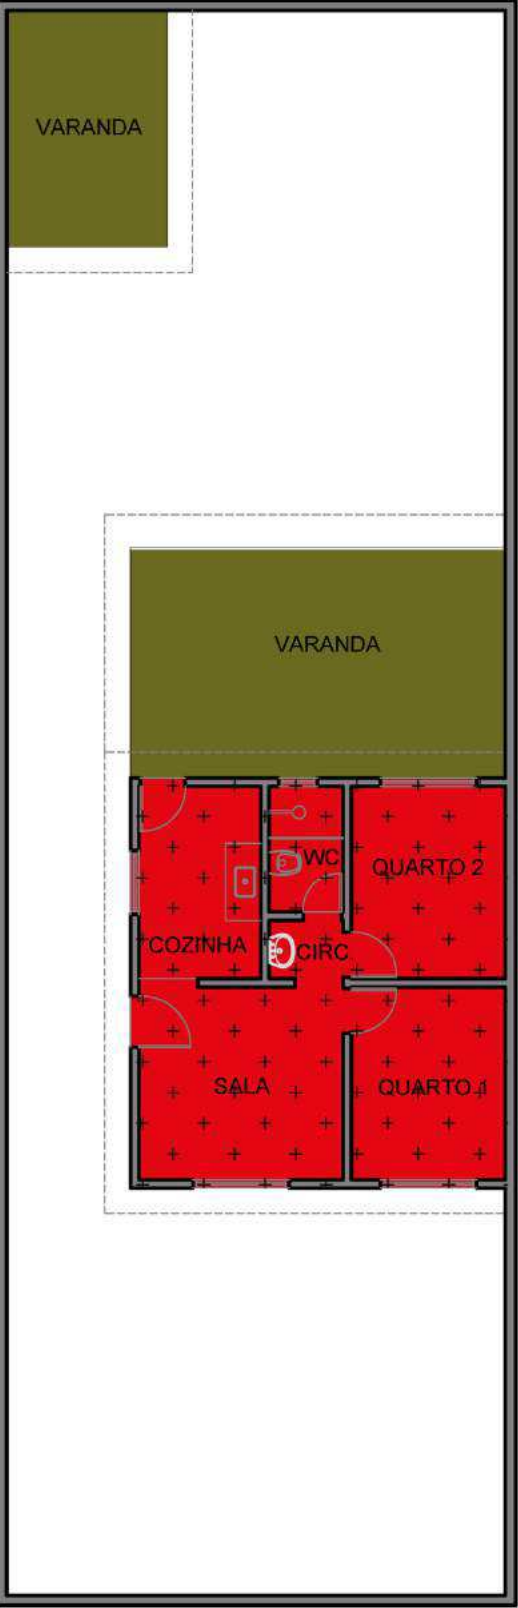 VARANDA
VARANDA
WC
QUARTO 2
COZINHA
CIRC
SALA
QUARTO 1